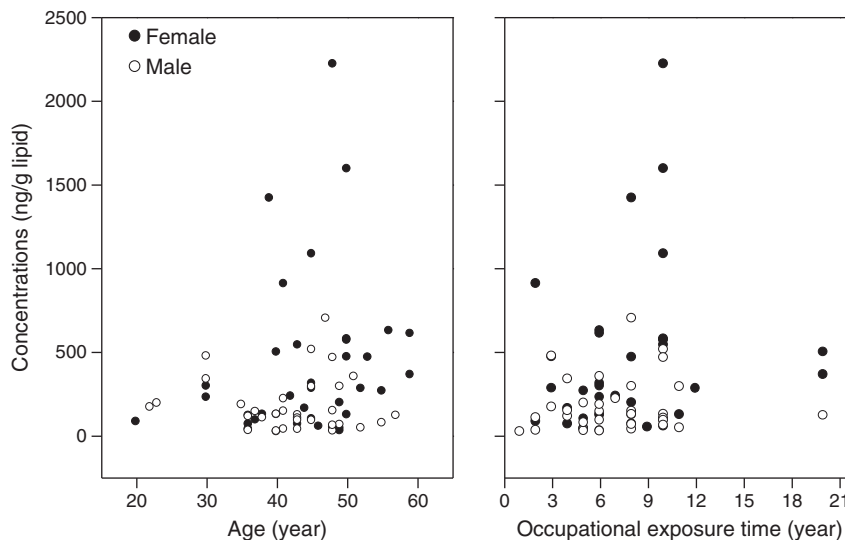 Concentrations (ng/g lipid)
2500
2000
1500
1000
500
0
Female
Male
20 30 40 50 60
Age (year)
0 3 6 9 12 15 18 21
Occupational exposure time (year)